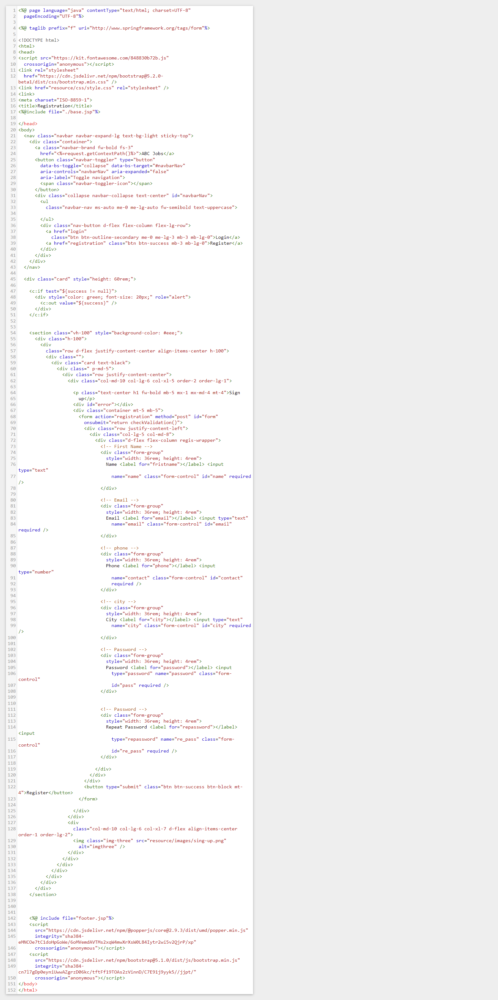 1 <%@ page language="java" contentType="text/html; charset=UTF-8"
2 pageEncoding="UTF-8"%>
3
4 <%@ taglib prefix="f" uri="http://www.springframework.org/tags/form"%>
5
6 <!DOCTYPE html>
7 <html>
8 <head>
9 <script src="https://kit.fontawesome.com/848830b72b.js"
10 crossorigin="anonymous"></script>
11 <link rel="stylesheet"
12 href="https://cdn.jsdelivr.net/npm/bootstrap@5.2.0-
beta1/dist/css/bootstrap.min.css" />
13 <link href="resource/css/style.css" rel="stylesheet" />
14 <link>
15 <meta charset="ISO-8859-1">
16 <title>Registration</title>
17 <%@include file="./base.jsp"%>
18
19 </head>
20 <body>
21 <nav class="navbar navbar-expand-lg text-bg-light sticky-top">
22 <div class="container">
23 <a class="navbar-brand fw-bold fs-3"
24 href="<%=request.getContextPath()%>">ABC Jobs</a>
25 <button class="navbar-toggler" type="button"
26 data-bs-toggle="collapse" data-bs-target="#navbarNav"
27 aria-controls="navbarNav" aria-expanded="false"
28 aria-label="Toggle navigation">
29 <span class="navbar-toggler-icon"></span>
30 </button>
31 <div class="collapse navbar-collapse text-center" id="navbarNav">
32 <ul
33 class="navbar-nav ms-auto me-0 me-lg-auto fw-semibold text-uppercase">
34
35 </ul>
36 <div class="nav-button d-flex flex-column flex-lg-row">
37 <a href="login"
38 class="btn btn-outline-secondary me-0 me-lg-3 mb-3 mb-lg-0">Login</a>
39 <a href="registration" class="btn btn-success mb-3 mb-lg-0">Register</a>
40 </div>
41 </div>
42 </div>
43 </nav>
44
45 <div class="card" style="height: 60rem;">
46
47 <c:if test="${success != null}">
48 <div style="color: green; font-size: 20px;" role="alert">
49 <c:out value="${success}" />
50 </div>
51 </c:if>
52
53
54 <section class="vh-100" style="background-color: #eee;">
55 <div class="h-100">
56 <div
57 class="row d-flex justify-content-center align-items-center h-100">
58 <div class="">
59 <div class="card text-black">
60 <div class=" p-md-5">
61 <div class="row justify-content-center">
62 <div class="col-md-10 col-lg-6 col-xl-5 order-2 order-lg-1">
63
64 <p class="text-center h1 fw-bold mb-5 mx-1 mx-md-4 mt-4">Sign
65 up</p>
66 <div id="error"></div>
67 <div class="container mt-5 mb-5">
68 <form action="registration" method="post" id="form"
69 onsubmit="return checkValidation()">
70 <div class="row justify-content-left">
71 <div class="col-lg-5 col-md-8">
72 <div class="d-flex flex-column regis-wrapper">
73 <!-- First Name -->
74 <div class="form-group"
75 style="width: 36rem; height: 4rem">
76 Name <label for="fristname"></label> <input
type="text"
77 name="name" class="form-control" id="name" required
/>
78 </div>
79
80 <!-- Email -->
81 <div class="form-group"
82 style="width: 36rem; height: 4rem">
83 Email <label for="email"></label> <input type="text"
84 name="email" class="form-control" id="email"
required />
85 </div>
86
87 <!-- phone -->
88 <div class="form-group"
89 style="width: 36rem; height: 4rem">
90 Phone <label for="phone"></label> <input
type="number"
91 name="contact" class="form-control" id="contact"
92 required />
93 </div>
94
95 <!-- city -->
96 <div class="form-group"
97 style="width: 36rem; height: 4rem">
98 City <label for="city"></label> <input type="text"
99 name="city" class="form-control" id="city" required
/>
100 </div>
101
102 <!-- Password -->
103 <div class="form-group"
104 style="width: 36rem; height: 4rem">
105 Password <label for="password"></label> <input
106 type="password" name="password" class="form-
control"
107 id="pass" required />
108 </div>
109
110
111 <!-- Password -->
112 <div class="form-group"
113 style="width: 36rem; height: 4rem">
114 Repeat Password <label for="repassword"></label>
<input
115 type="repassword" name="re_pass" class="form-
control"
116 id="re_pass" required />
117 </div>
118
119 </div>
120 </div>
121 </div>
122 <button type="submit" class="btn btn-success btn-block mt-
4">Register</button>
123 </form>
124
125 </div>
126 </div>
127 <div
128 class="col-md-10 col-lg-6 col-xl-7 d-flex align-items-center
order-1 order-lg-2">
129 <img class="img-three" src="resource/images/sing-up.png"
130 alt="imgthree" />
131 </div>
132 </div>
133 </div>
134 </div>
135 </div>
136 </div>
137 </div>
138 </section>
139
140
141
142 <%@ include file="footer.jsp"%>
143 <script
144 src="https://cdn.jsdelivr.net/npm/@popperjs/core@2.9.3/dist/umd/popper.min.js"
145 integrity="sha384-
eMNCOe7tC1doHpGoWe/6oMVemdAVTMs2xqW4mwXrXsW0L84Iytr2wi5v2QjrP/xp"
146 crossorigin="anonymous"></script>
147 <script
148 src="https://cdn.jsdelivr.net/npm/bootstrap@5.1.0/dist/js/bootstrap.min.js"
149 integrity="sha384-
cn7l7gDp0eyniUwwAZgrzD06kc/tftFf19TOAs2zVinnD/C7E91j9yyk5//jjpt/"
150 crossorigin="anonymous"></script>
151 </body>
152 </html>